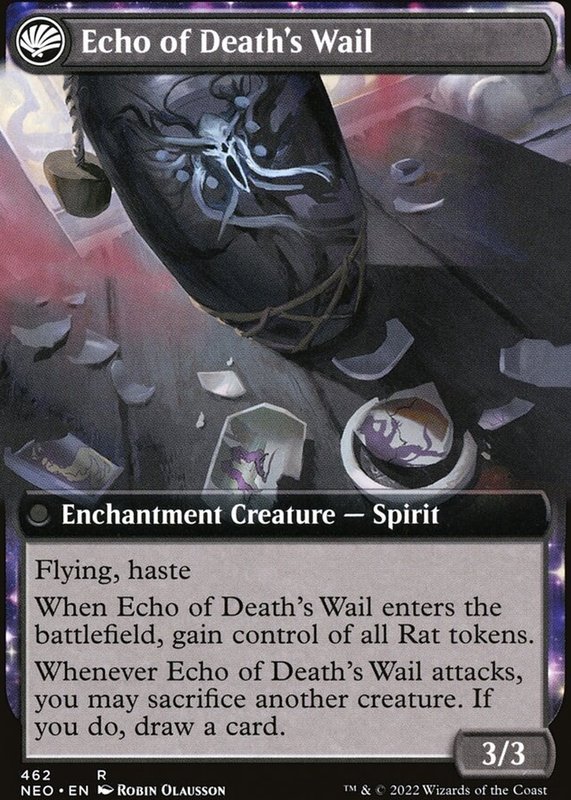 Echo of Death's Wail
Enchantment Creature — Spirit
Flying, haste
When Echo of Death's Wail enters the
battlefield, gain control of all Rat tokens.
Whenever Echo of Death's Wail attacks,
you may sacrifice another creature. If
you do, draw a card.
3/3
462 R
NEO • EN Robin Olausson
™ & © 2022 Wizards of the Coast